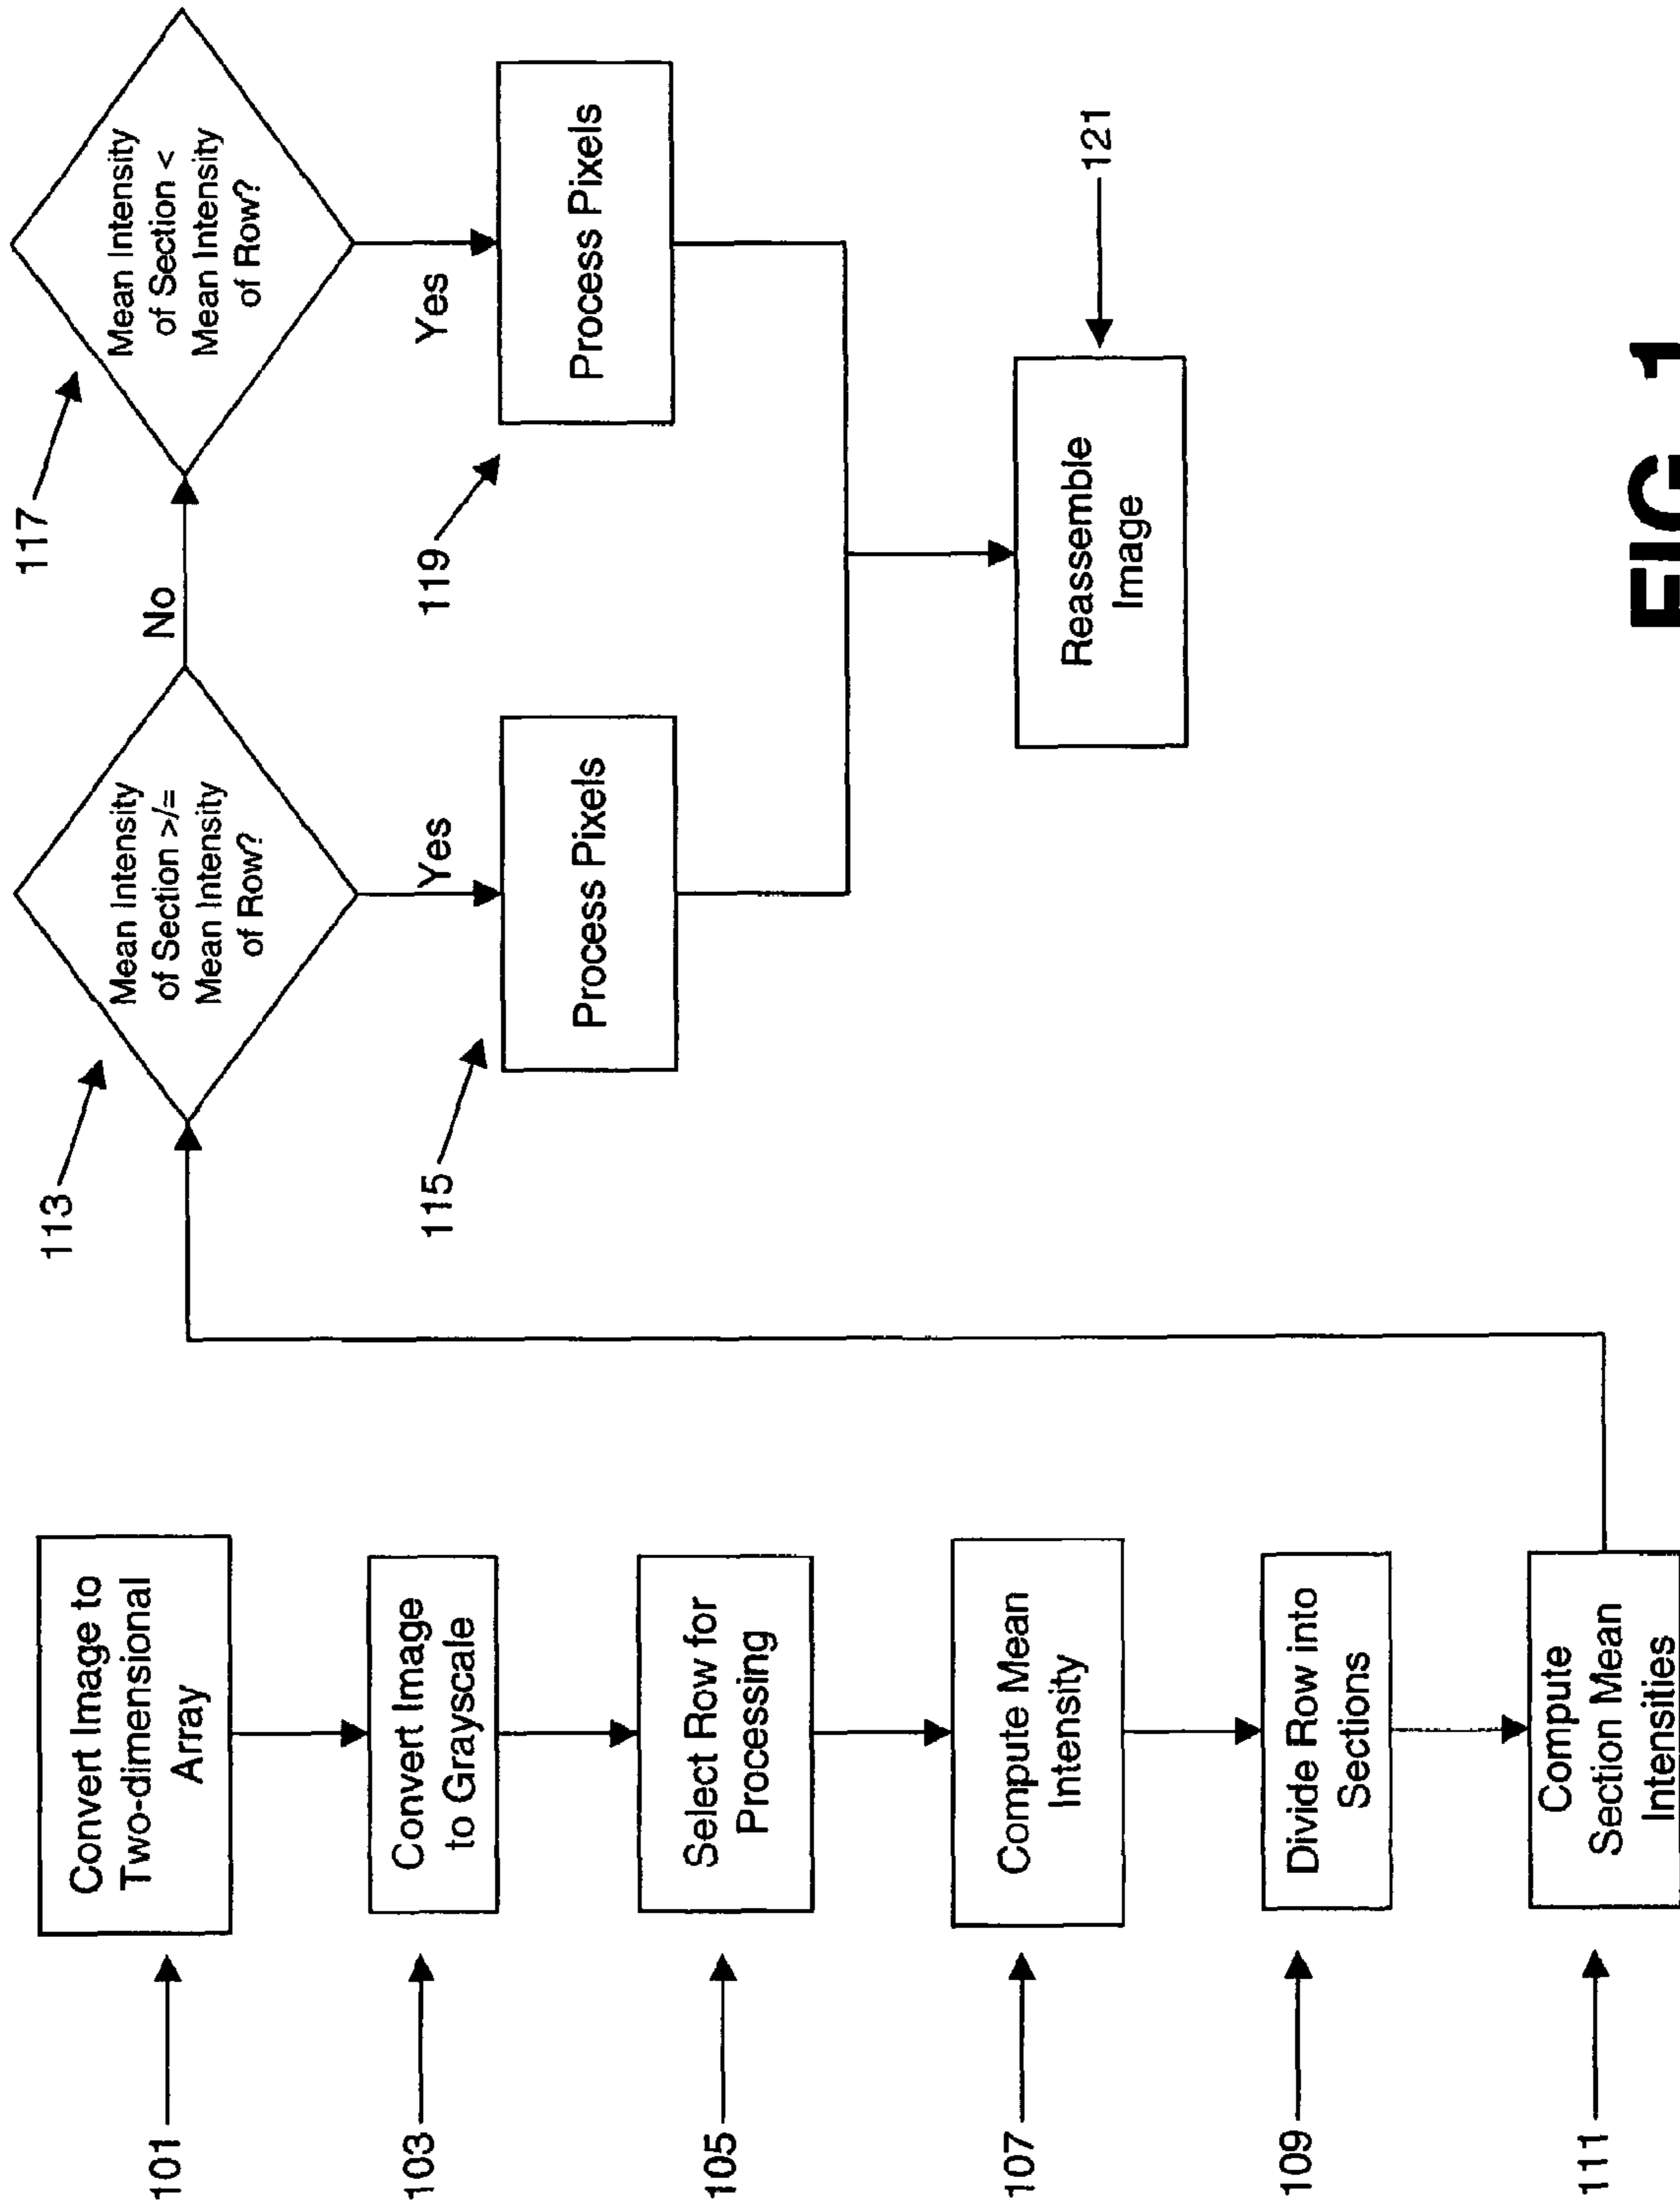 101
Convert Image to
Two-dimensional
Array
103
Convert Image
to Grayscale
105
Select Row for
Processing
107
Compute Mean
Intensity
109
Divide Row into
Sections
111
Compute
Section Mean
Intensities
113
Mean Intensity
of Section >/=
Mean Intensity
of Row?
No
Yes
115
Process Pixels
117
Mean Intensity
of Section <
Mean Intensity
of Row?
Yes
119
Process Pixels
Reassemble
Image
121
FIG. 1